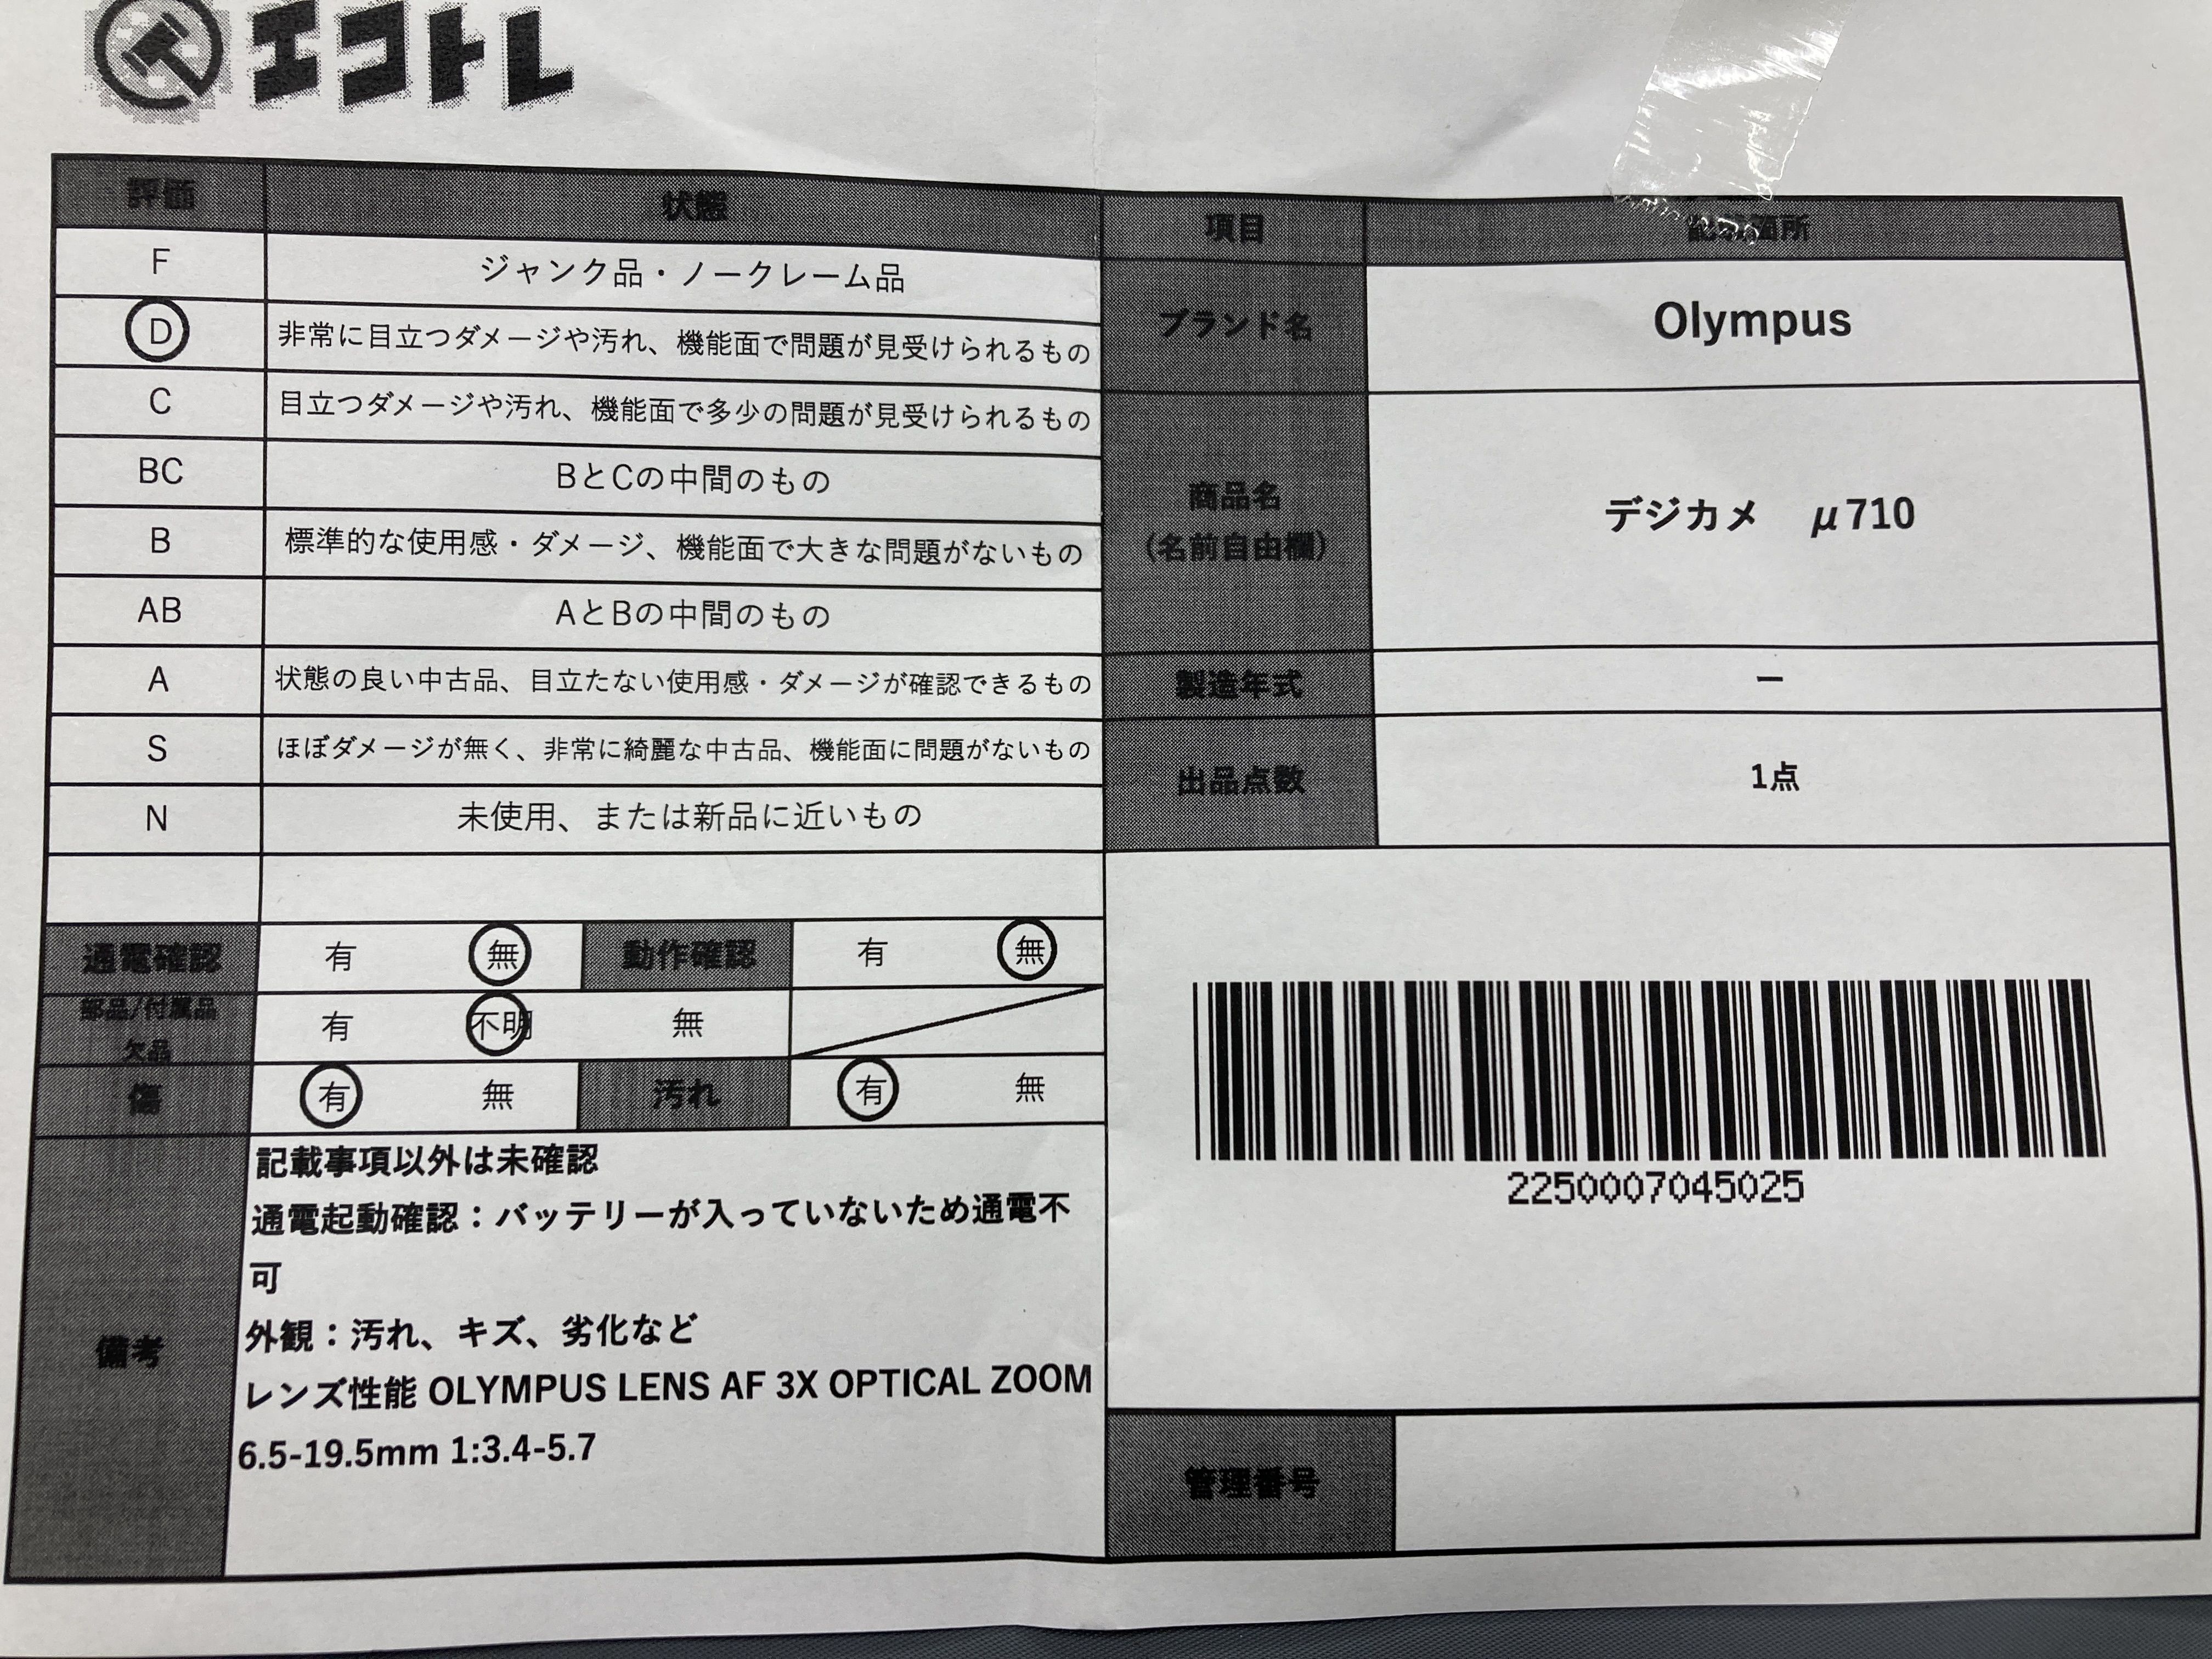 エコトレ
評価 状態
F ジャンク品・ノークレーム品
D 非常に目立つダメージや汚れ、機能面で問題が見受けられるもの
C 目立つダメージや汚れ、機能面で多少の問題が見受けられるもの
BC BとCの中間のもの
B 標準的な使用感・ダメージ、機能面で大きな問題がないもの
AB AとBの中間のもの
A 状態の良い中古品、目立たない使用感・ダメージが確認できるもの
S ほぼダメージが無く、非常に綺麗な中古品、機能面に問題がないもの
N 未使用、または新品に近いもの
通電確認 有 無 動作確認 有 無
部品/付属品
欠品 有 不明 無
傷 有 無 汚れ 有 無
備考
記載事項以外は未確認
通電起動確認：バッテリーが入っていないため通電不
可
外観：汚れ、キズ、劣化など
レンズ性能 OLYMPUS LENS AF 3X OPTICAL ZOOM
6.5-19.5mm 1:3.4-5.7
項目 記載箇所
ブランド名 Olympus
商品名
(名前自由欄) デジカメ μ710
製造年式 ー
出品点数 1点
2250007045025
管理番号